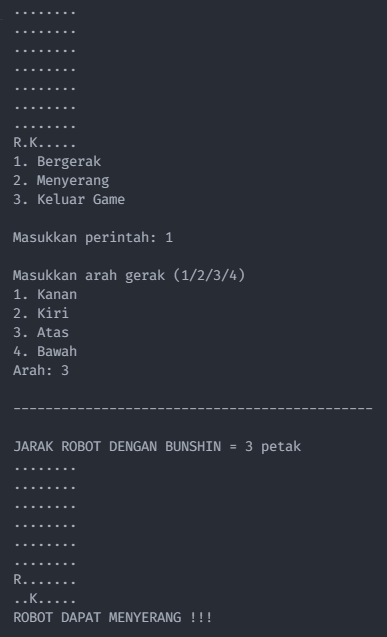 ........
........
........
........
........
........
........
R.K.....
1. Bergerak
2. Menyerang
3. Keluar Game
Masukkan perintah: 1
Masukkan arah gerak (1/2/3/4)
1. Kanan
2. Kiri
3. Atas
4. Bawah
Arah: 3
---------------------------------------------
JARAK ROBOT DENGAN BUNSHIN = 3 petak
........
........
........
........
........
........
R.......
..K.....
ROBOT DAPAT MENYERANG !!!